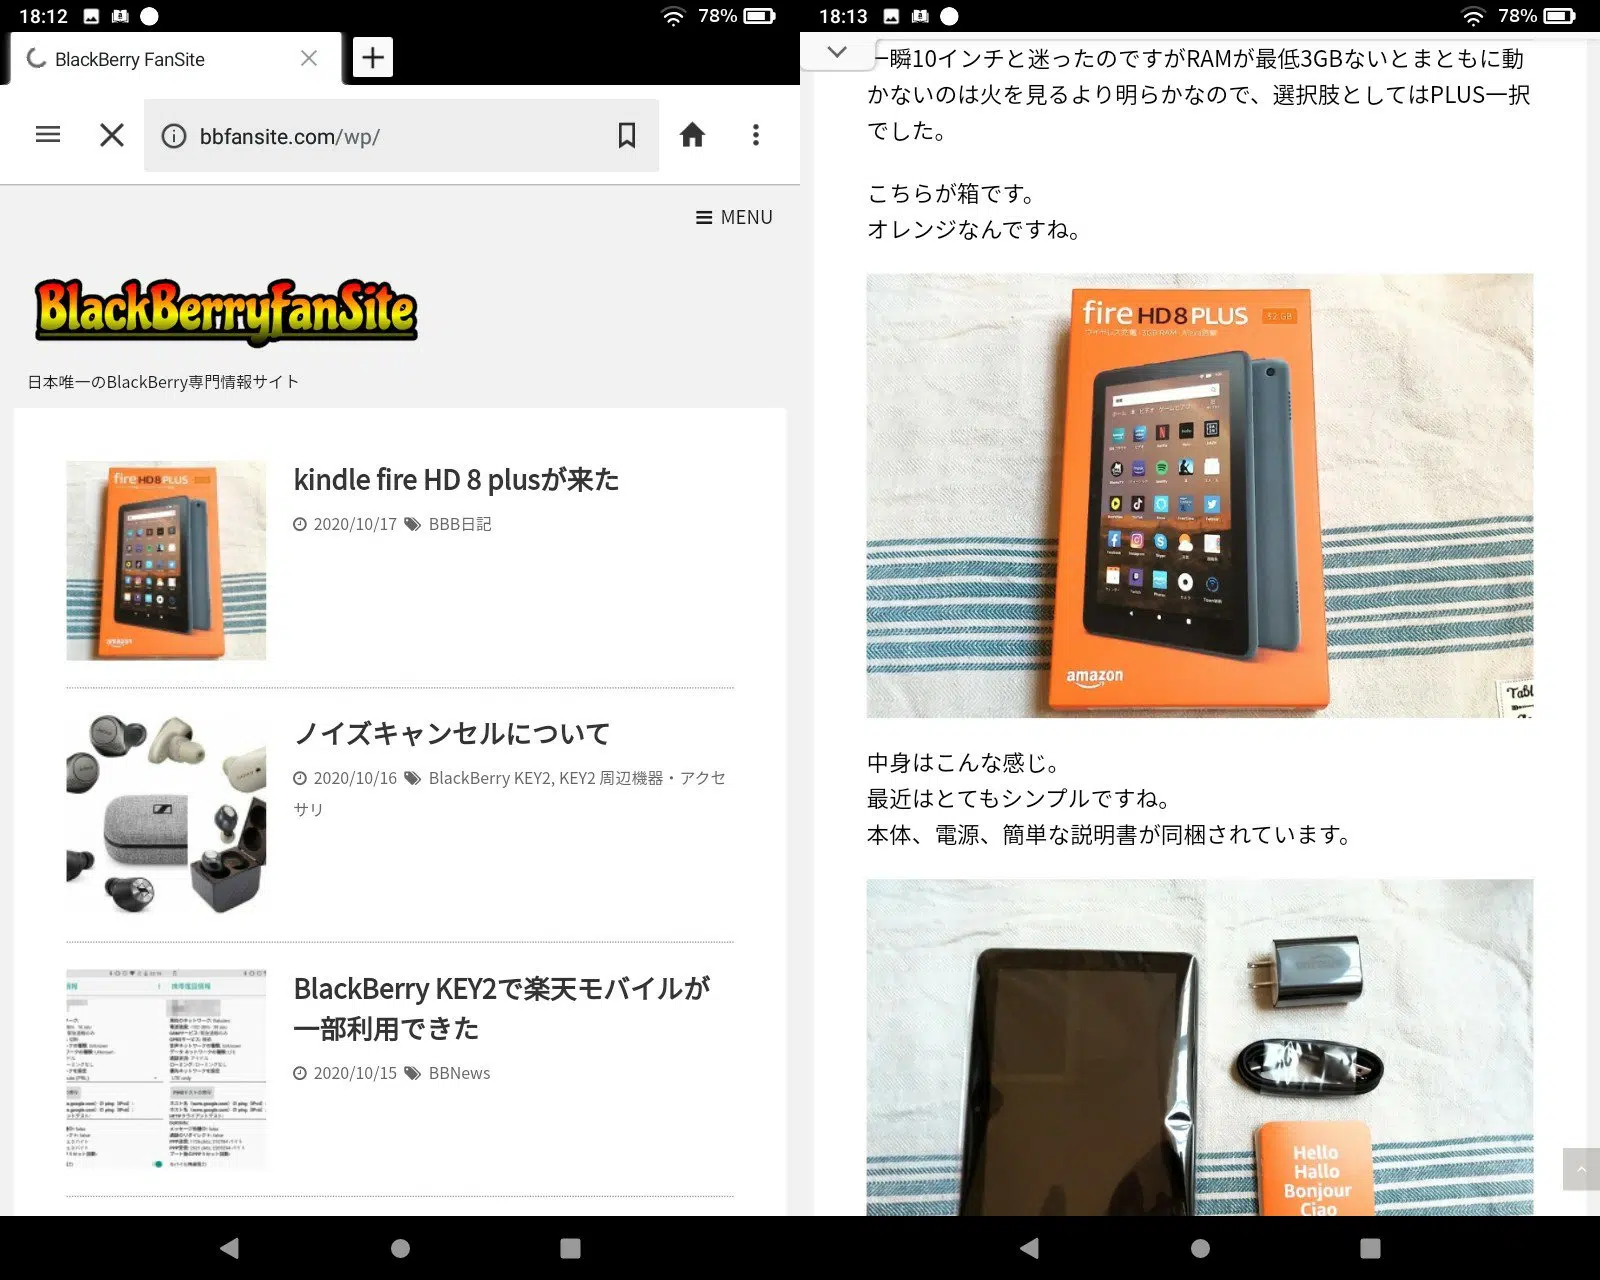 18:12
78%
BlackBerry FanSite
bbfansite.com/wp/
MENU
BlackBerryFanSite
日本唯一のBlackBerry専門情報サイト
fire HD8 PLUS
amazon
kindle fire HD 8 plusが来た
2020/10/17 BBB日記
ノイズキャンセルについて
2020/10/16 BlackBerry KEY2, KEY2 周辺機器・アクセ
サリ
BlackBerry KEY2で楽天モバイルが
一部利用できた
2020/10/15 BBNews
18:13
78%
一瞬10インチと迷ったのですがRAMが最低3GBないとまともに動
かないのは火を見るより明らかなので、選択肢としてはPLUS一択
でした。
こちらが箱です。
オレンジなんですね。
fire HD8 PLUS
32 GB
amazon
中身はこんな感じ。
最近はとてもシンプルですね。
本体、電源、簡単な説明書が同梱されています。
Hello
Hallo
Bonjour
Ciao